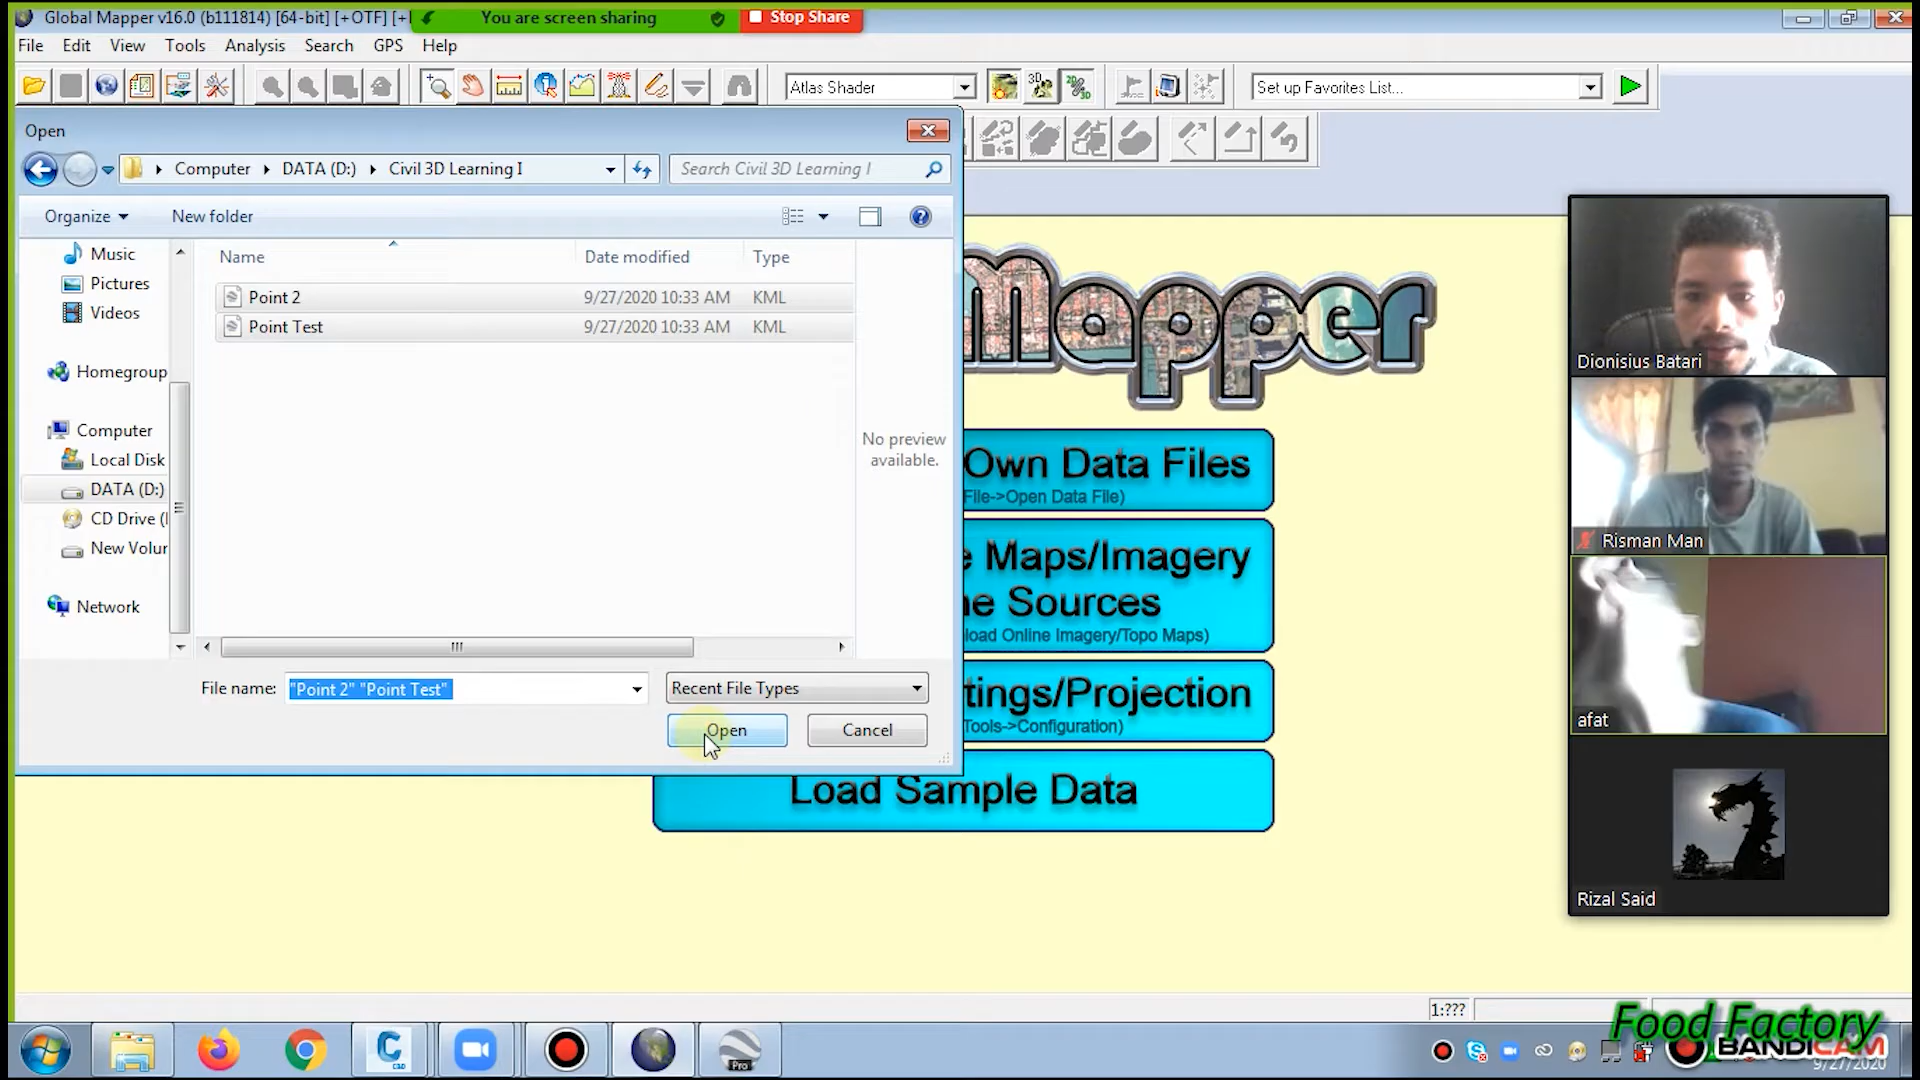 Global Mapper v16.0 (b111814) [64-bit] [+OTF] [+
You are screen sharing
Stop Share
File Edit View Tools Analysis Search GPS Help
Atlas Shader
3D
2D/3D
Set up Favorites List...
Open
Computer DATA (D:) Civil 3D Learning I
Search Civil 3D Learning I
Organize New folder
Music
Pictures
Videos
Homegroup
Computer
Local Disk
DATA (D:)
CD Drive (
New Volur
Network
Name Date modified Type
Point 2 9/27/2020 10:33 AM KML
Point Test 9/27/2020 10:33 AM KML
No preview
available.
File name: "Point 2" "Point Test"
Recent File Types
Open Cancel
Mapper
Own Data Files
File->Open Data File)
e Maps/Imagery
ne Sources
load Online Imagery/Topo Maps)
tings/Projection
Tools->Configuration)
Load Sample Data
Dionisius Batari
Risman Man
afat
Rizal Said
1:???
Food Factory
BANDICAM
9/27/2020
C
CAD
Pro